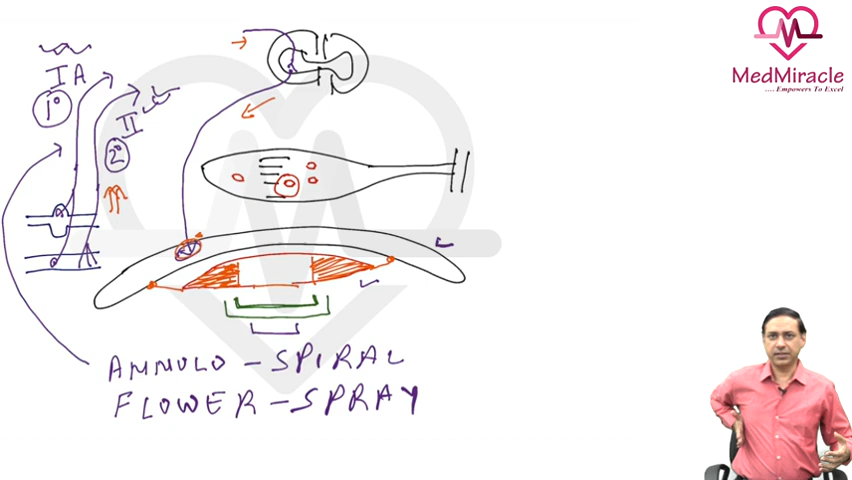 MedMiracle
.... Empowers To Excel
IA
1°
II
2°
ANNULO - SPIRAL
FLOWER - SPRAY